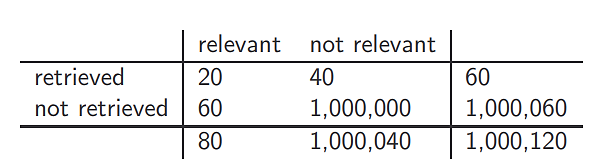 relevant not relevant
retrieved 20 40 60
not retrieved 60 1,000,000 1,000,060
80 1,000,040 1,000,120